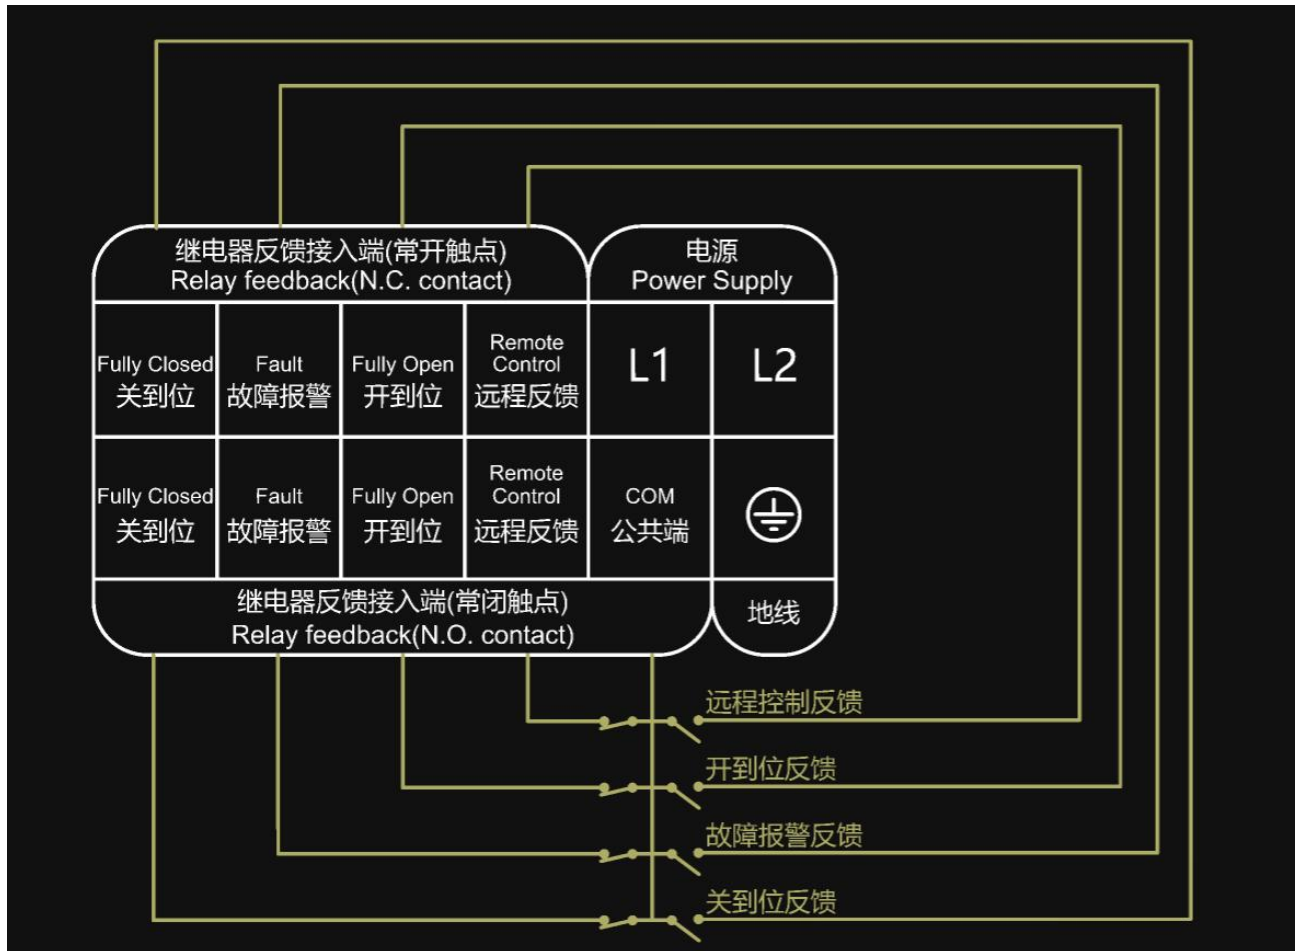 继电器反馈接入端(常开触点)
Relay feedback(N.C. contact)
电源
Power Supply
Fully Closed
关到位
Fault
故障报警
Fully Open
开到位
Remote
Control
远程反馈
L1
L2
Fully Closed
关到位
Fault
故障报警
Fully Open
开到位
Remote
Control
远程反馈
COM
公共端
继电器反馈接入端(常闭触点)
Relay feedback(N.O. contact)
地线
远程控制反馈
开到位反馈
故障报警反馈
关到位反馈